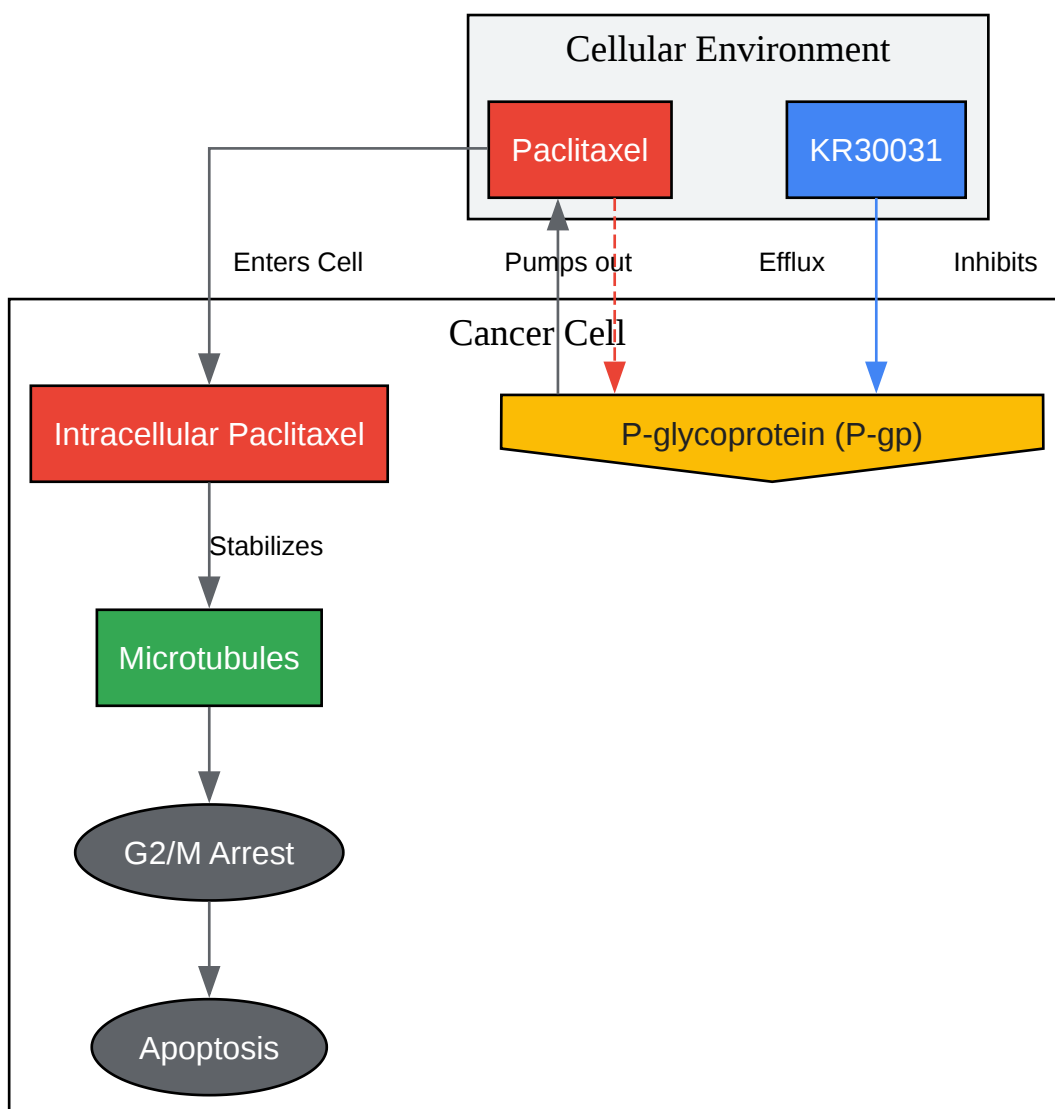 Cellular Environment
Paclitaxel
KR30031
Enters Cell
Pumps out
Efflux
Inhibits
Cancer Cell
Intracellular Paclitaxel
P-glycoprotein (P-gp)
Stabilizes
Microtubules
G2/M Arrest
Apoptosis